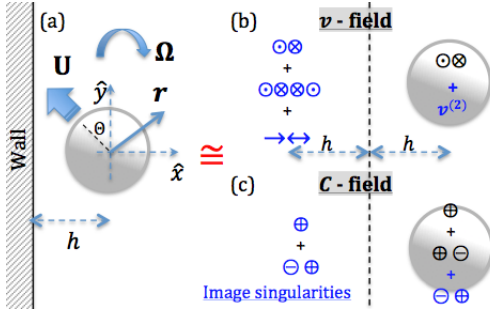 (a)
U
Ω
ŷ
r
Θ
x̂
Wall
h
≅
(b)
v - field
⊙⊗
+
⊙⊗⊗⊙
+
→↔
⊙⊗
+
v(2)
h
h
(c)
C - field
⊕
+
⊖ ⊕
Image singularities
⊕
+
⊕ ⊖
+
⊖ ⊕